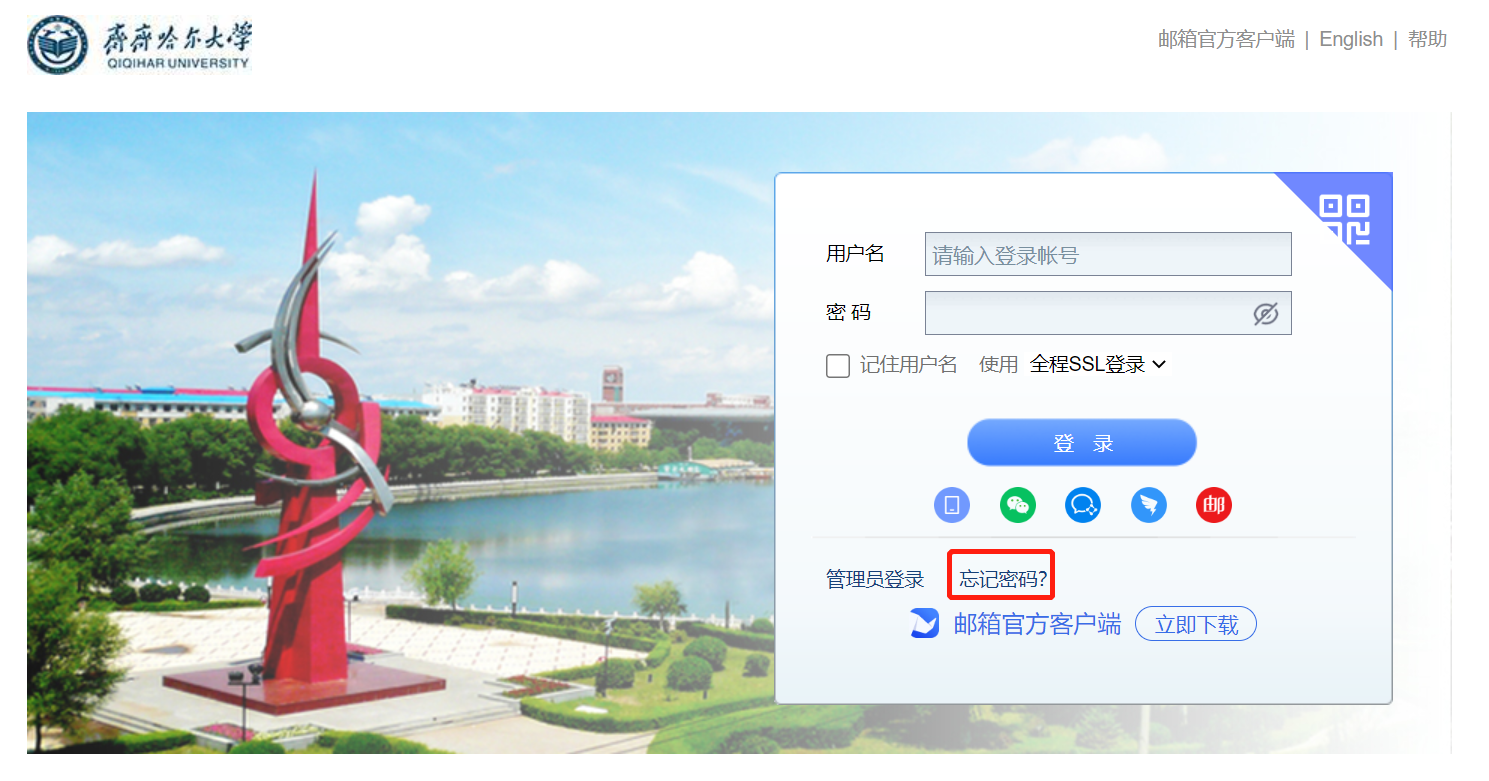 齊齊哈尔大學
QIQIHAR UNIVERSITY
邮箱官方客户端 | English | 帮助
用户名 请输入登录帐号
密 码
记住用户名 使用 全程SSL登录
登 录
邮
管理员登录 忘记密码?
邮箱官方客户端 立即下载